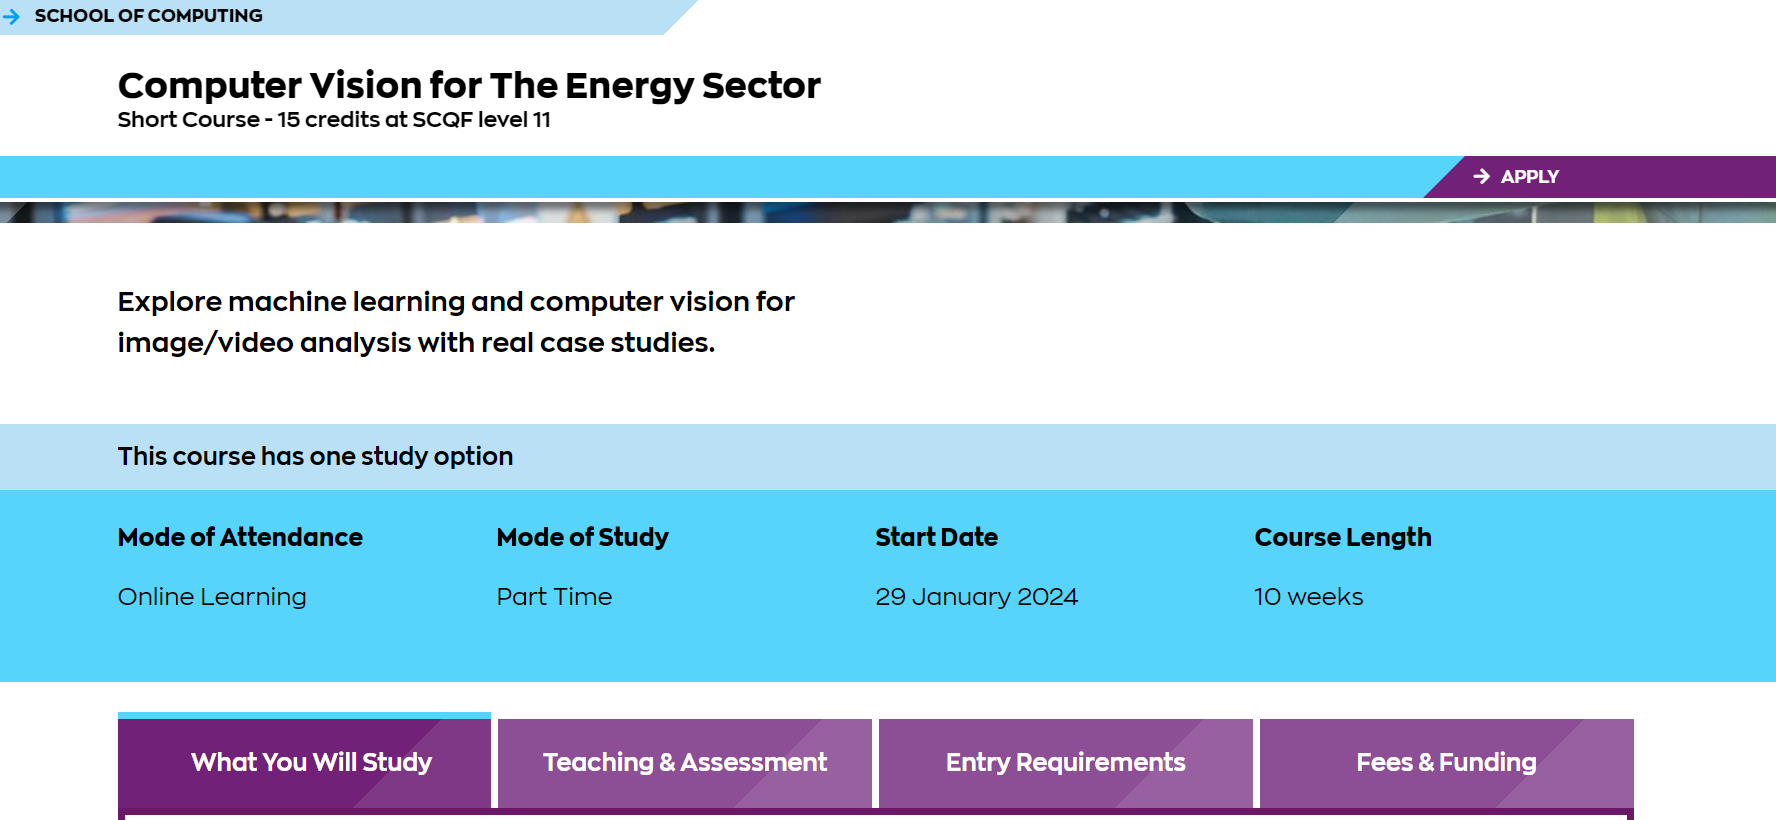 SCHOOL OF COMPUTING
Computer Vision for The Energy Sector
Short Course - 15 credits at SCQF level 11
APPLY
Explore machine learning and computer vision for
image/video analysis with real case studies.
This course has one study option
Mode of Attendance
Online Learning
Mode of Study
Part Time
Start Date
29 January 2024
Course Length
10 weeks
What You Will Study
Teaching & Assessment
Entry Requirements
Fees & Funding